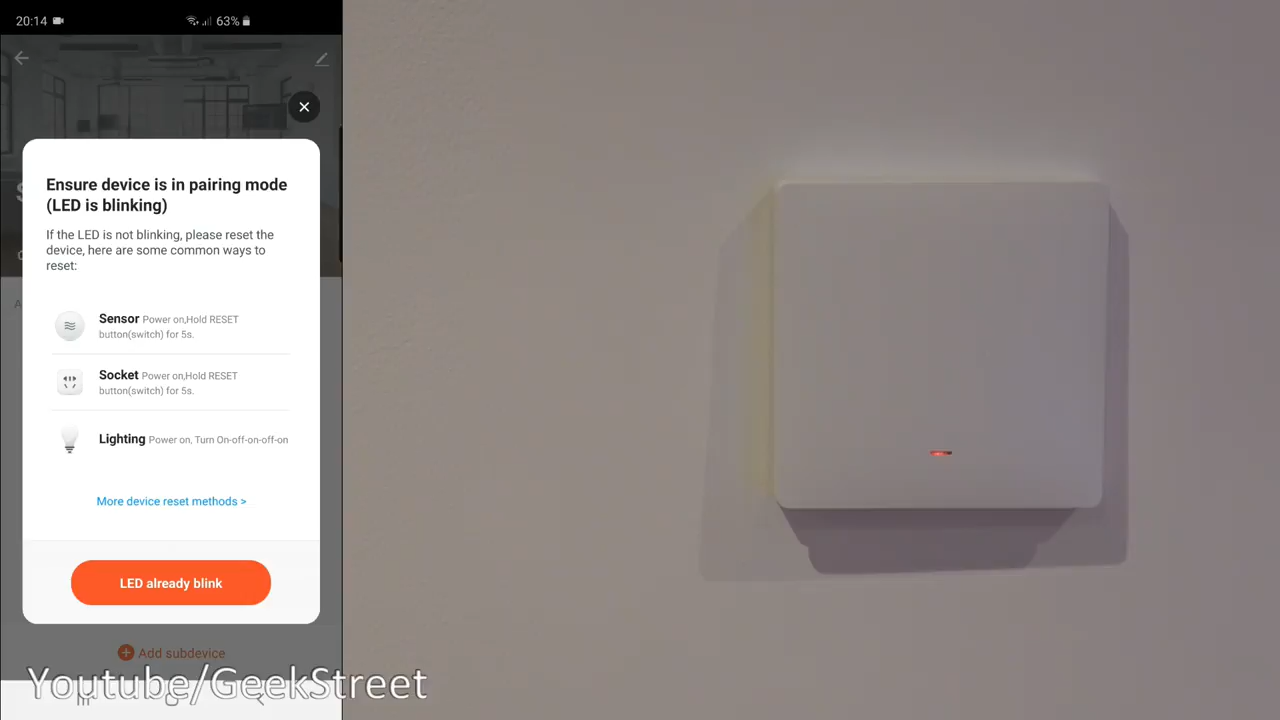 20:14
63%
Ensure device is in pairing mode
(LED is blinking)
If the LED is not blinking, please reset the
device, here are some common ways to
reset:
Sensor Power on,Hold RESET
button(switch) for 5s.
Socket Power on,Hold RESET
button(switch) for 5s.
Lighting Power on, Turn On-off-on-off-on
More device reset methods >
LED already blink
Add subdevice
Youtube/GeekStreet